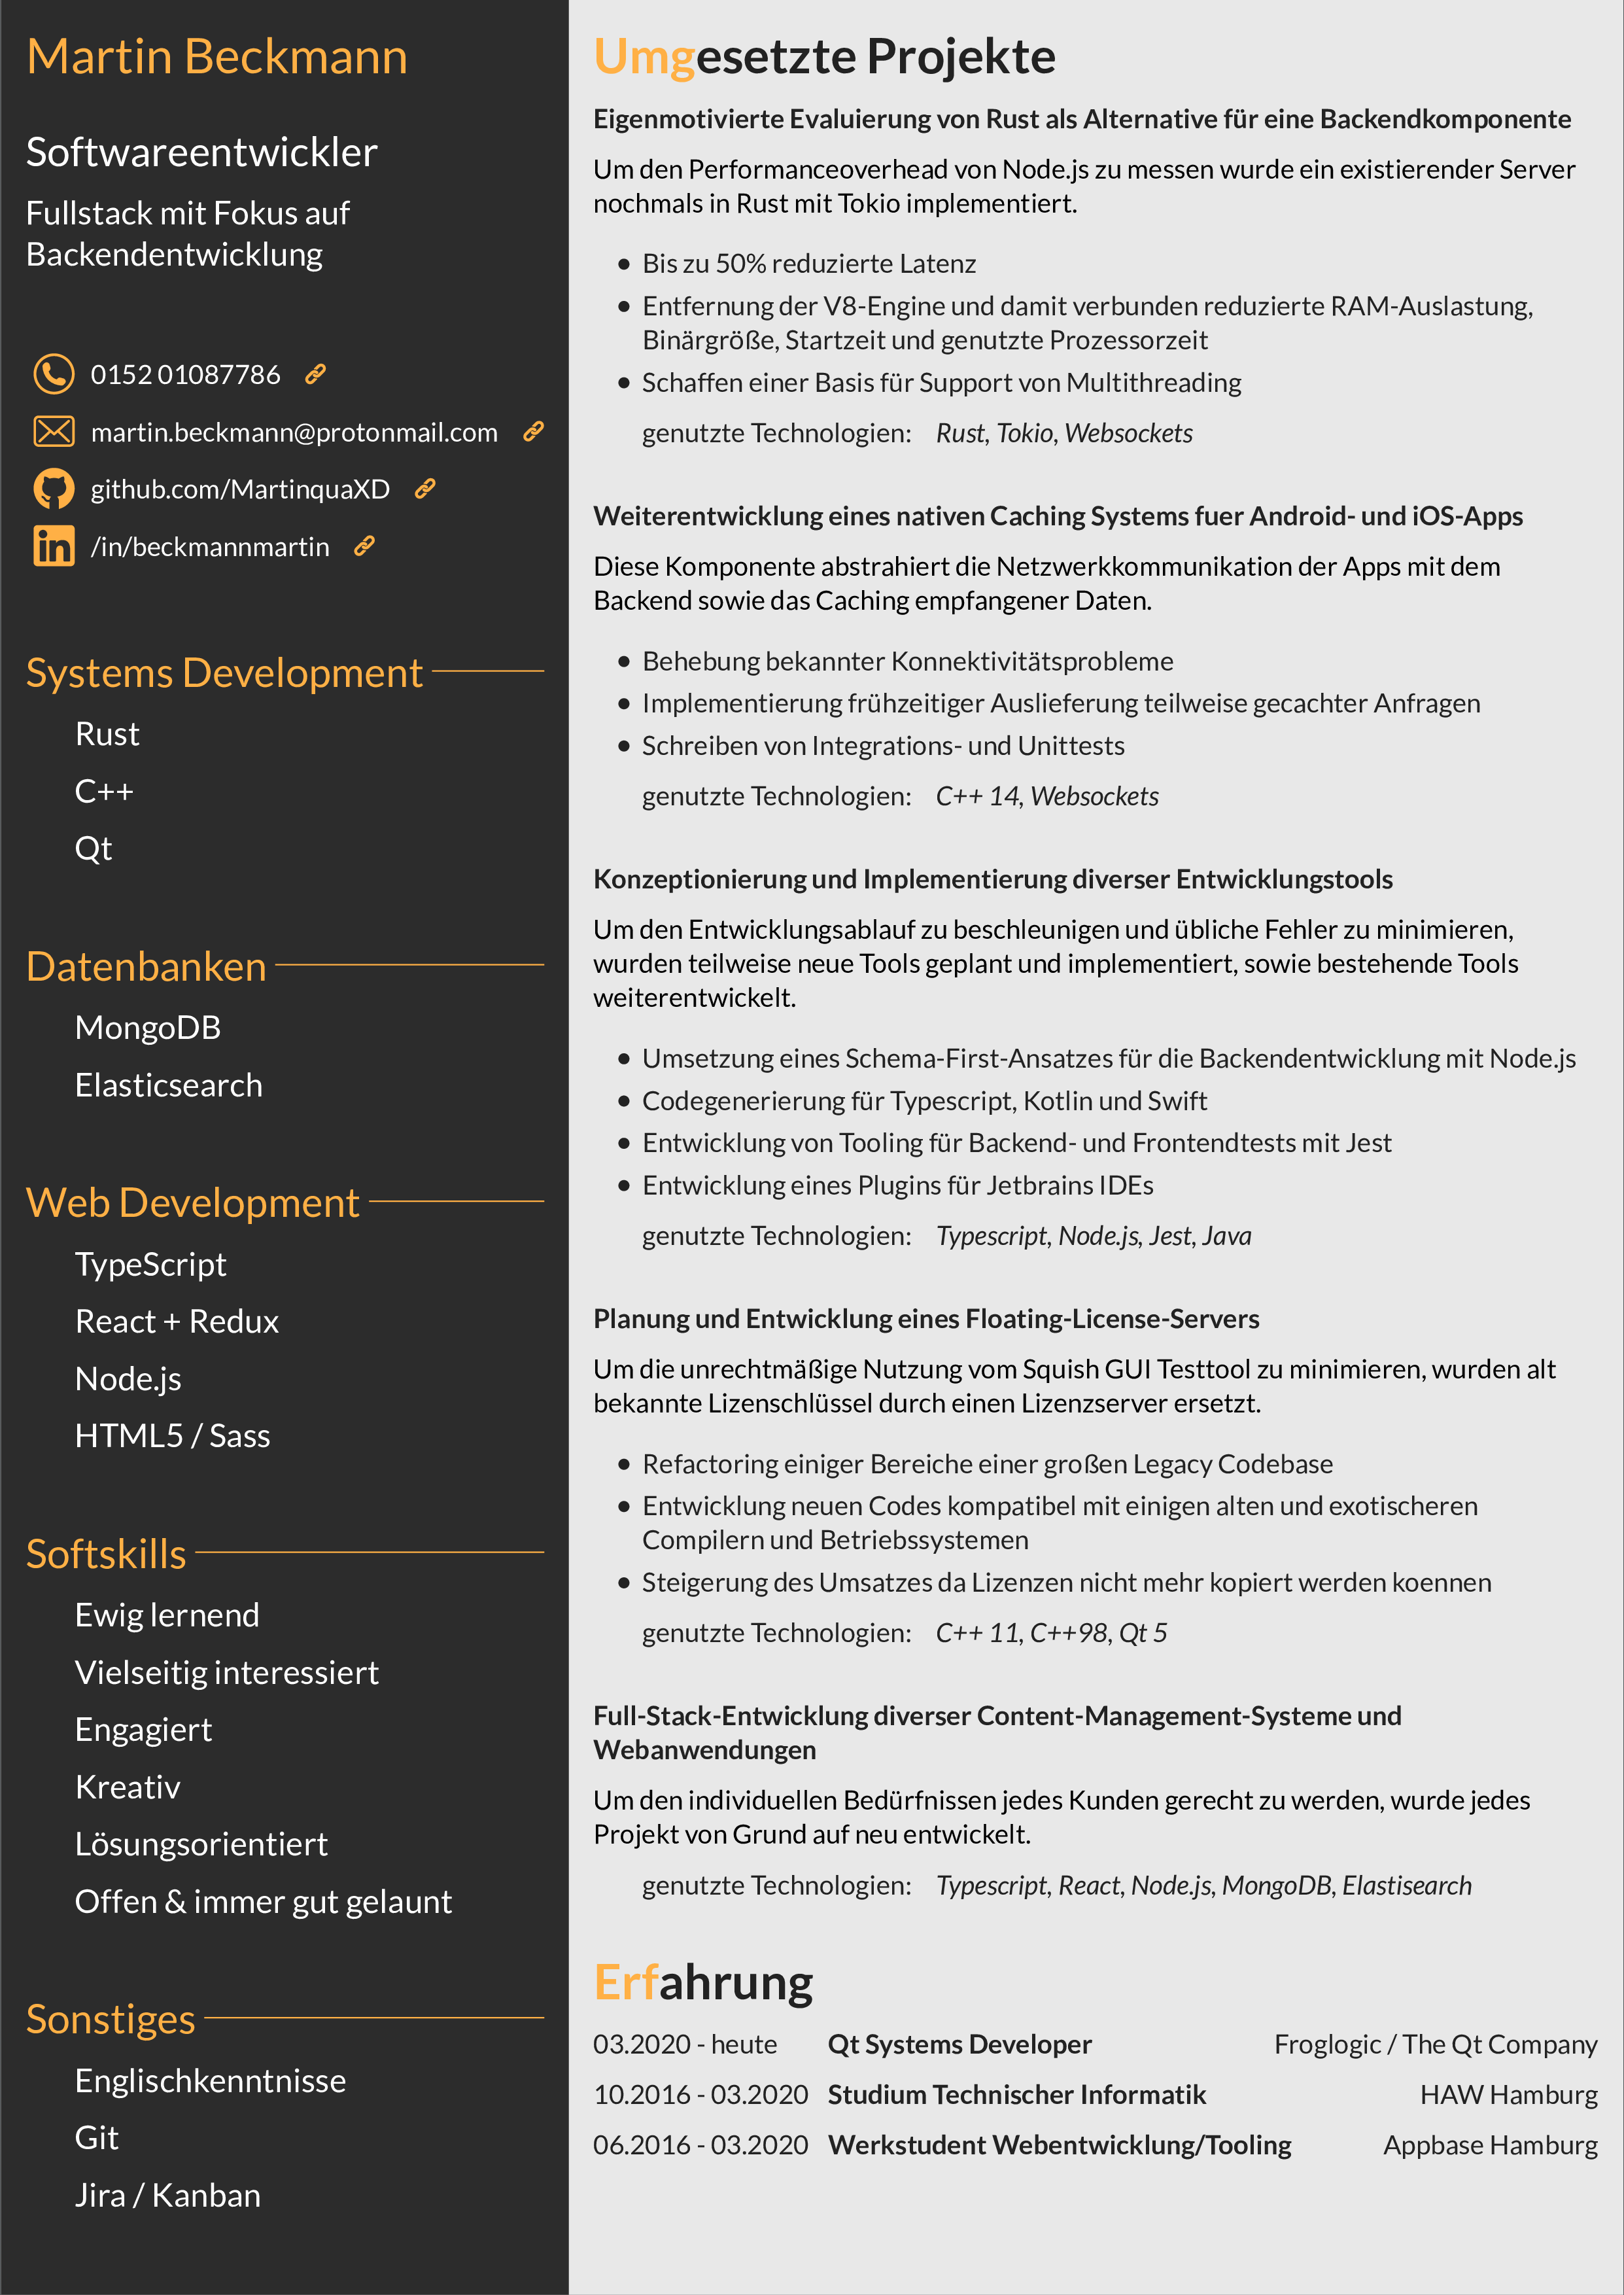 Martin Beckmann
Softwareentwickler
Fullstack mit Fokus auf
Backendentwicklung
0152 01087786
martin.beckmann@protonmail.com
github.com/MartinquaXD
/in/beckmannmartin
Systems Development
Rust
C++
Qt
Datenbanken
MongoDB
Elasticsearch
Web Development
TypeScript
React + Redux
Node.js
HTML5 / Sass
Softskills
Ewig lernend
Vielseitig interessiert
Engagiert
Kreativ
Lösungsorientiert
Offen & immer gut gelaunt
Sonstiges
Englischkenntnisse
Git
Jira / Kanban
Umgesetzte Projekte
Eigenmotivierte Evaluierung von Rust als Alternative für eine Backendkomponente
Um den Performanceoverhead von Node.js zu messen wurde ein existierender Server
nochmals in Rust mit Tokio implementiert.
• Bis zu 50% reduzierte Latenz
• Entfernung der V8-Engine und damit verbunden reduzierte RAM-Auslastung,
Binärgröße, Startzeit und genutzte Prozessorzeit
• Schaffen einer Basis für Support von Multithreading
genutzte Technologien: Rust, Tokio, Websockets
Weiterentwicklung eines nativen Caching Systems fuer Android- und iOS-Apps
Diese Komponente abstrahiert die Netzwerkkommunikation der Apps mit dem
Backend sowie das Caching empfangener Daten.
• Behebung bekannter Konnektivitätsprobleme
• Implementierung frühzeitiger Auslieferung teilweise gecachter Anfragen
• Schreiben von Integrations- und Unittests
genutzte Technologien: C++ 14, Websockets
Konzeptionierung und Implementierung diverser Entwicklungstools
Um den Entwicklungsablauf zu beschleunigen und übliche Fehler zu minimieren,
wurden teilweise neue Tools geplant und implementiert, sowie bestehende Tools
weiterentwickelt.
• Umsetzung eines Schema-First-Ansatzes für die Backendentwicklung mit Node.js
• Codegenerierung für Typescript, Kotlin und Swift
• Entwicklung von Tooling für Backend- und Frontendtests mit Jest
• Entwicklung eines Plugins für Jetbrains IDEs
genutzte Technologien: Typescript, Node.js, Jest, Java
Planung und Entwicklung eines Floating-License-Servers
Um die unrechtmäßige Nutzung vom Squish GUI Testtool zu minimieren, wurden alt
bekannte Lizenschlüssel durch einen Lizenzserver ersetzt.
• Refactoring einiger Bereiche einer großen Legacy Codebase
• Entwicklung neuen Codes kompatibel mit einigen alten und exotischeren
Compilern und Betriebssystemen
• Steigerung des Umsatzes da Lizenzen nicht mehr kopiert werden koennen
genutzte Technologien: C++ 11, C++98, Qt 5
Full-Stack-Entwicklung diverser Content-Management-Systeme und
Webanwendungen
Um den individuellen Bedürfnissen jedes Kunden gerecht zu werden, wurde jedes
Projekt von Grund auf neu entwickelt.
genutzte Technologien: Typescript, React, Node.js, MongoDB, Elastisearch
Erfahrung
03.2020 - heute Qt Systems Developer Froglogic / The Qt Company
10.2016 - 03.2020 Studium Technischer Informatik HAW Hamburg
06.2016 - 03.2020 Werkstudent Webentwicklung/Tooling Appbase Hamburg